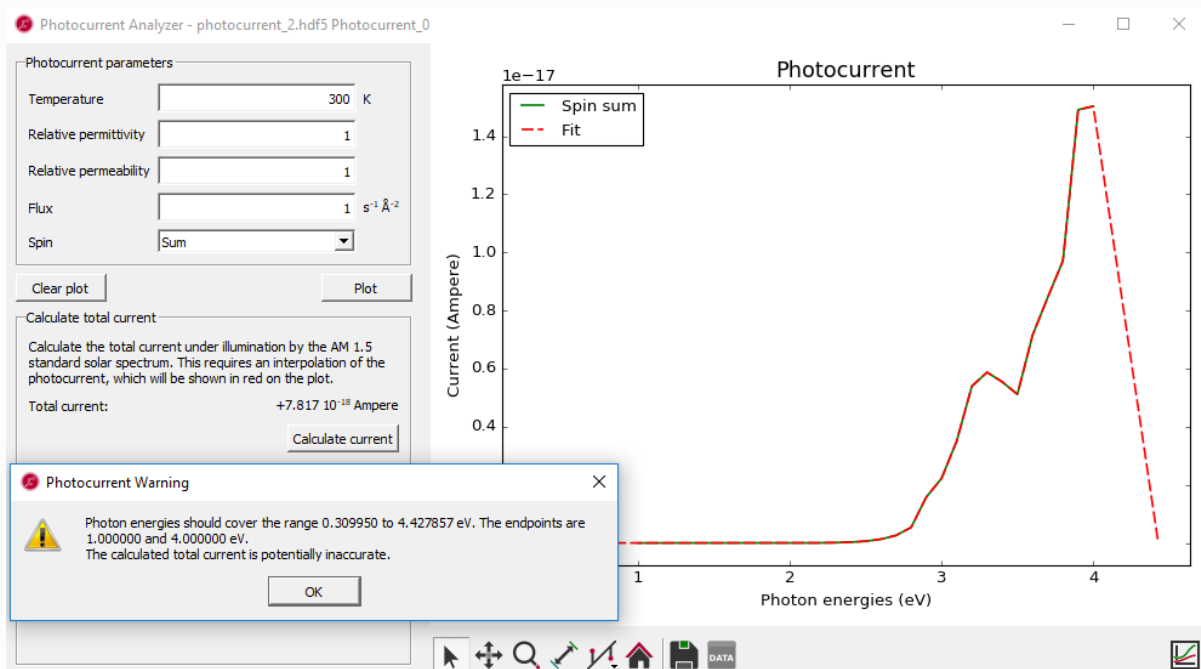 Photocurrent Analyzer - photocurrent_2.hdf5 Photocurrent_0
Photocurrent parameters
Temperature 300 K
Relative permittivity 1
Relative permeability 1
Flux 1 s⁻¹ Å⁻²
Spin Sum
Clear plot Plot
Calculate total current
Calculate the total current under illumination by the AM 1.5
standard solar spectrum. This requires an interpolation of the
photocurrent, which will be shown in red on the plot.
Total current: +7.817 10⁻¹⁸ Ampere
Calculate current
Photocurrent Warning
Photon energies should cover the range 0.309950 to 4.427857 eV. The endpoints are
1.000000 and 4.000000 eV.
The calculated total current is potentially inaccurate.
OK
1e−17
Photocurrent
Spin sum
Fit
1.4
1.2
1.0
0.8
0.6
0.4
Current (Ampere)
1 2 3 4
Photon energies (eV)
DATA